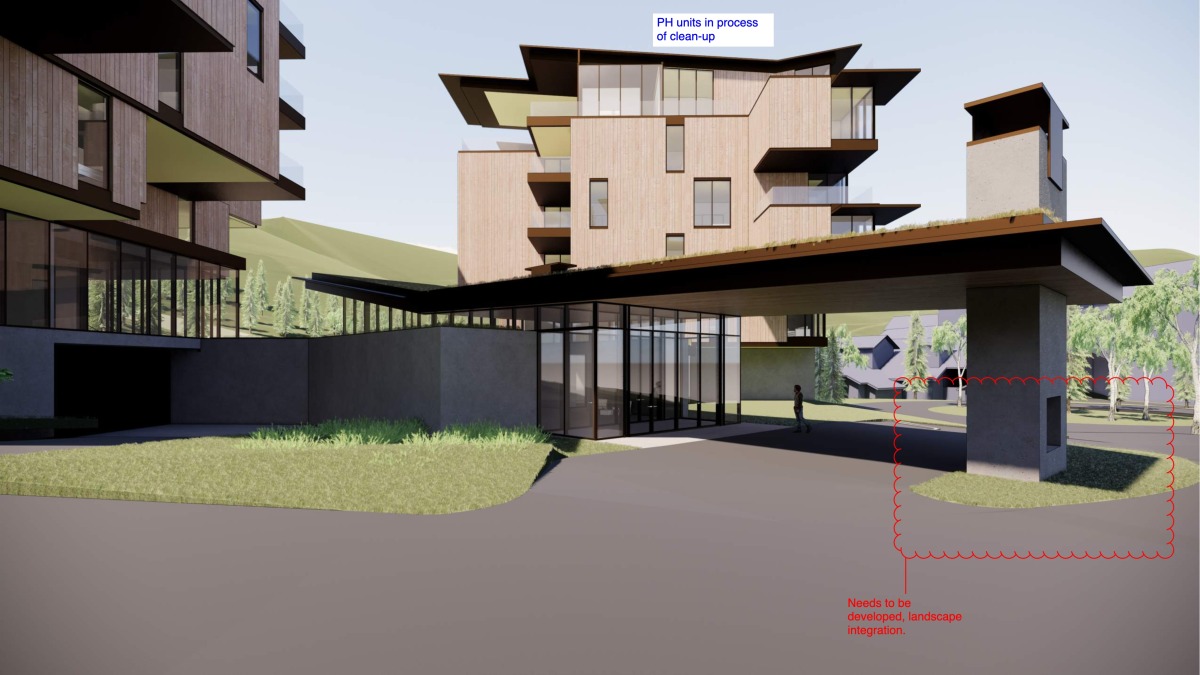 PH units in process
of clean-up
Needs to be
developed, landscape
integration.